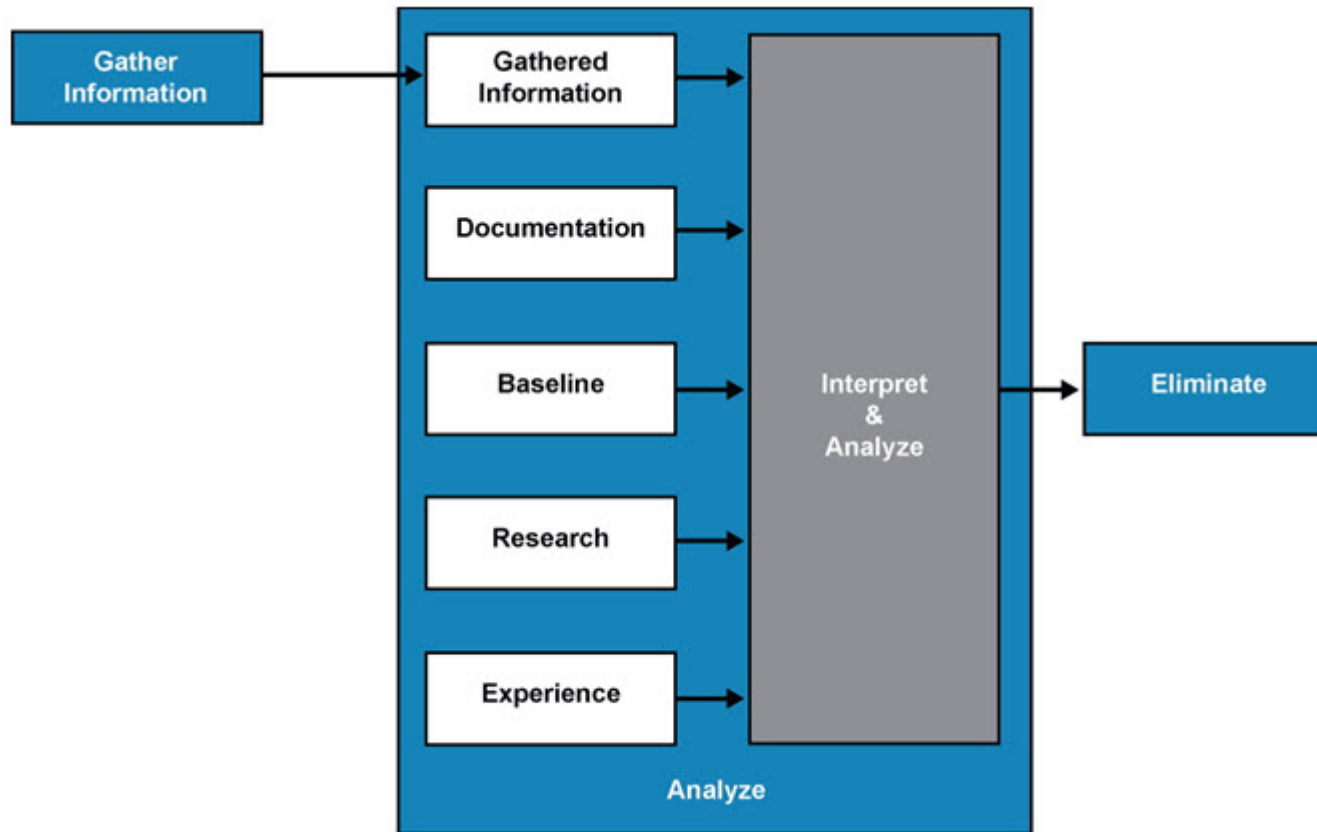 Gather
Information
Gathered
Information
Documentation
Baseline
Research
Experience
Interpret
&
Analyze
Eliminate
Analyze